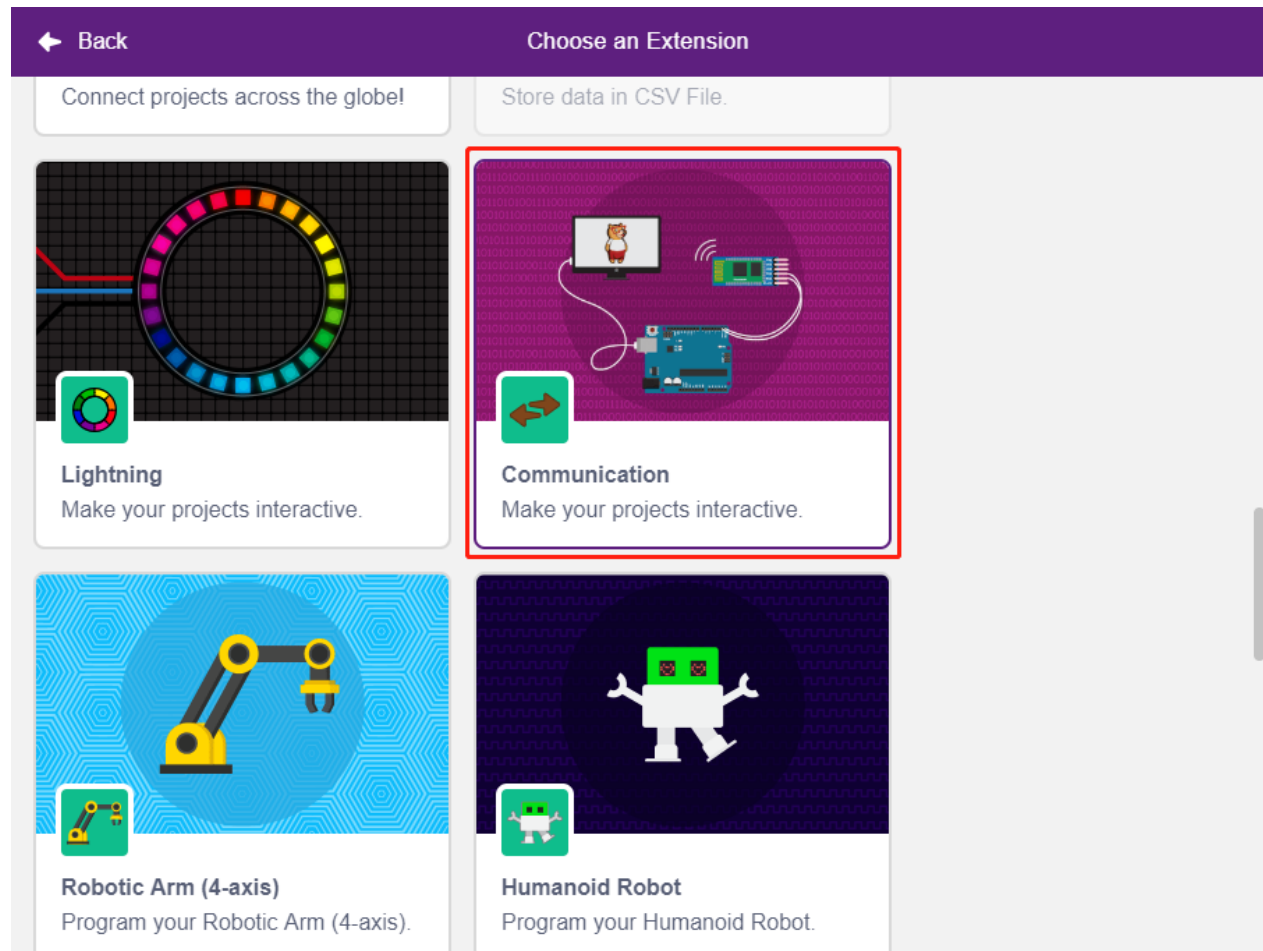 Back
Choose an Extension
Connect projects across the globe!
Store data in CSV File.
Lightning
Make your projects interactive.
Communication
Make your projects interactive.
Robotic Arm (4-axis)
Program your Robotic Arm (4-axis).
Humanoid Robot
Program your Humanoid Robot.